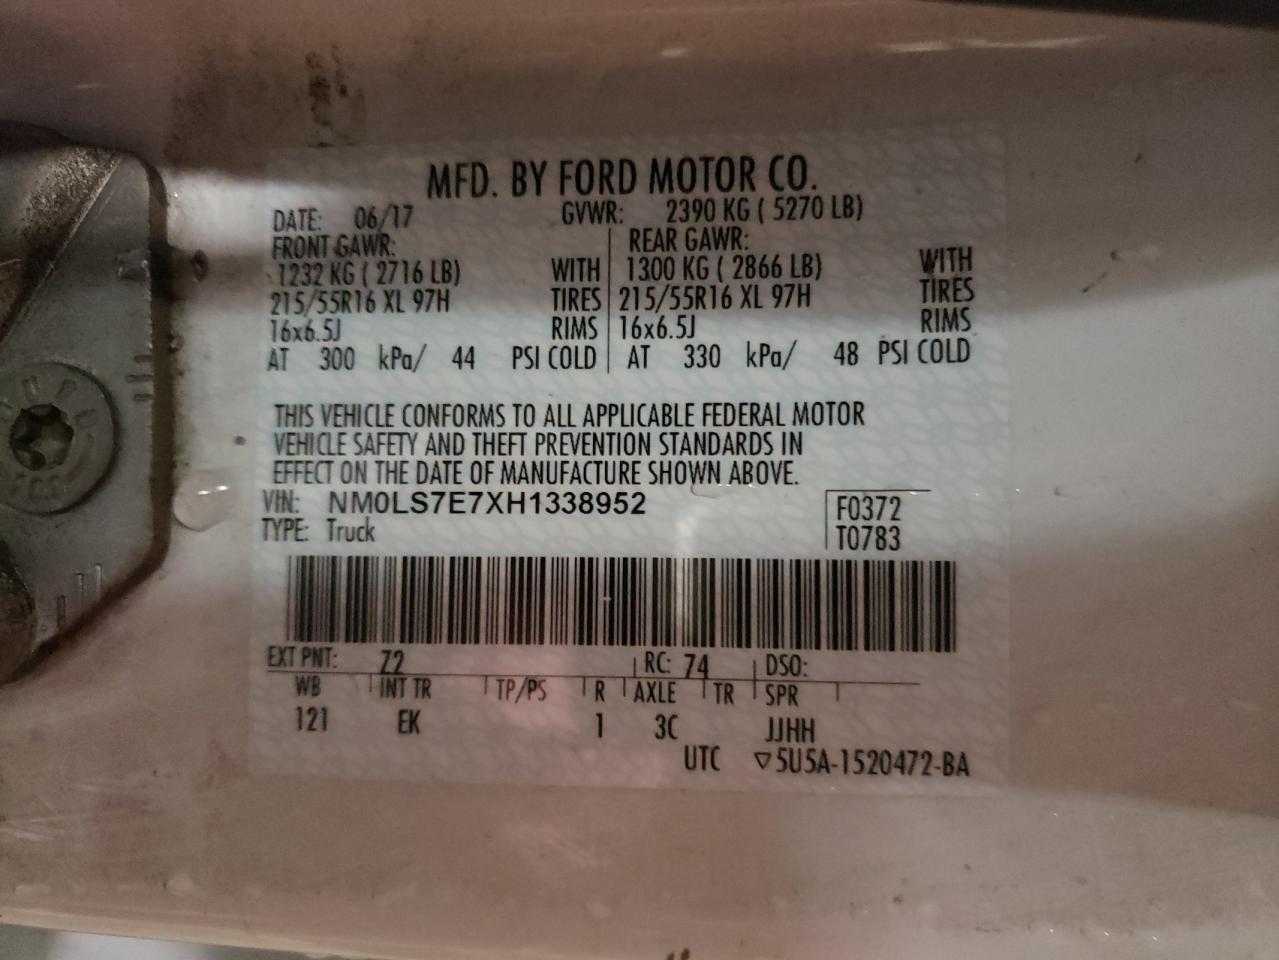 MFD. BY FORD MOTOR CO.
DATE: 06/17 GVWR: 2390 KG ( 5270 LB)
FRONT GAWR: REAR GAWR:
1232 KG ( 2716 LB) WITH 1300 KG ( 2866 LB) WITH
215/55R16 XL 97H TIRES 215/55R16 XL 97H TIRES
16x6.5J RIMS 16x6.5J RIMS
AT 300 kPa/ 44 PSI COLD AT 330 kPa/ 48 PSI COLD
THIS VEHICLE CONFORMS TO ALL APPLICABLE FEDERAL MOTOR
VEHICLE SAFETY AND THEFT PREVENTION STANDARDS IN
EFFECT ON THE DATE OF MANUFACTURE SHOWN ABOVE.
VIN: NM0LS7E7XH1338952 F0372
TYPE: Truck T0783
EXT PNT: Z2 RC: 74 DSO:
WB INT TR TP/PS R AXLE TR SPR
121 EK 1 3C JJHH
UTC ▽5U5A-1520472-BA